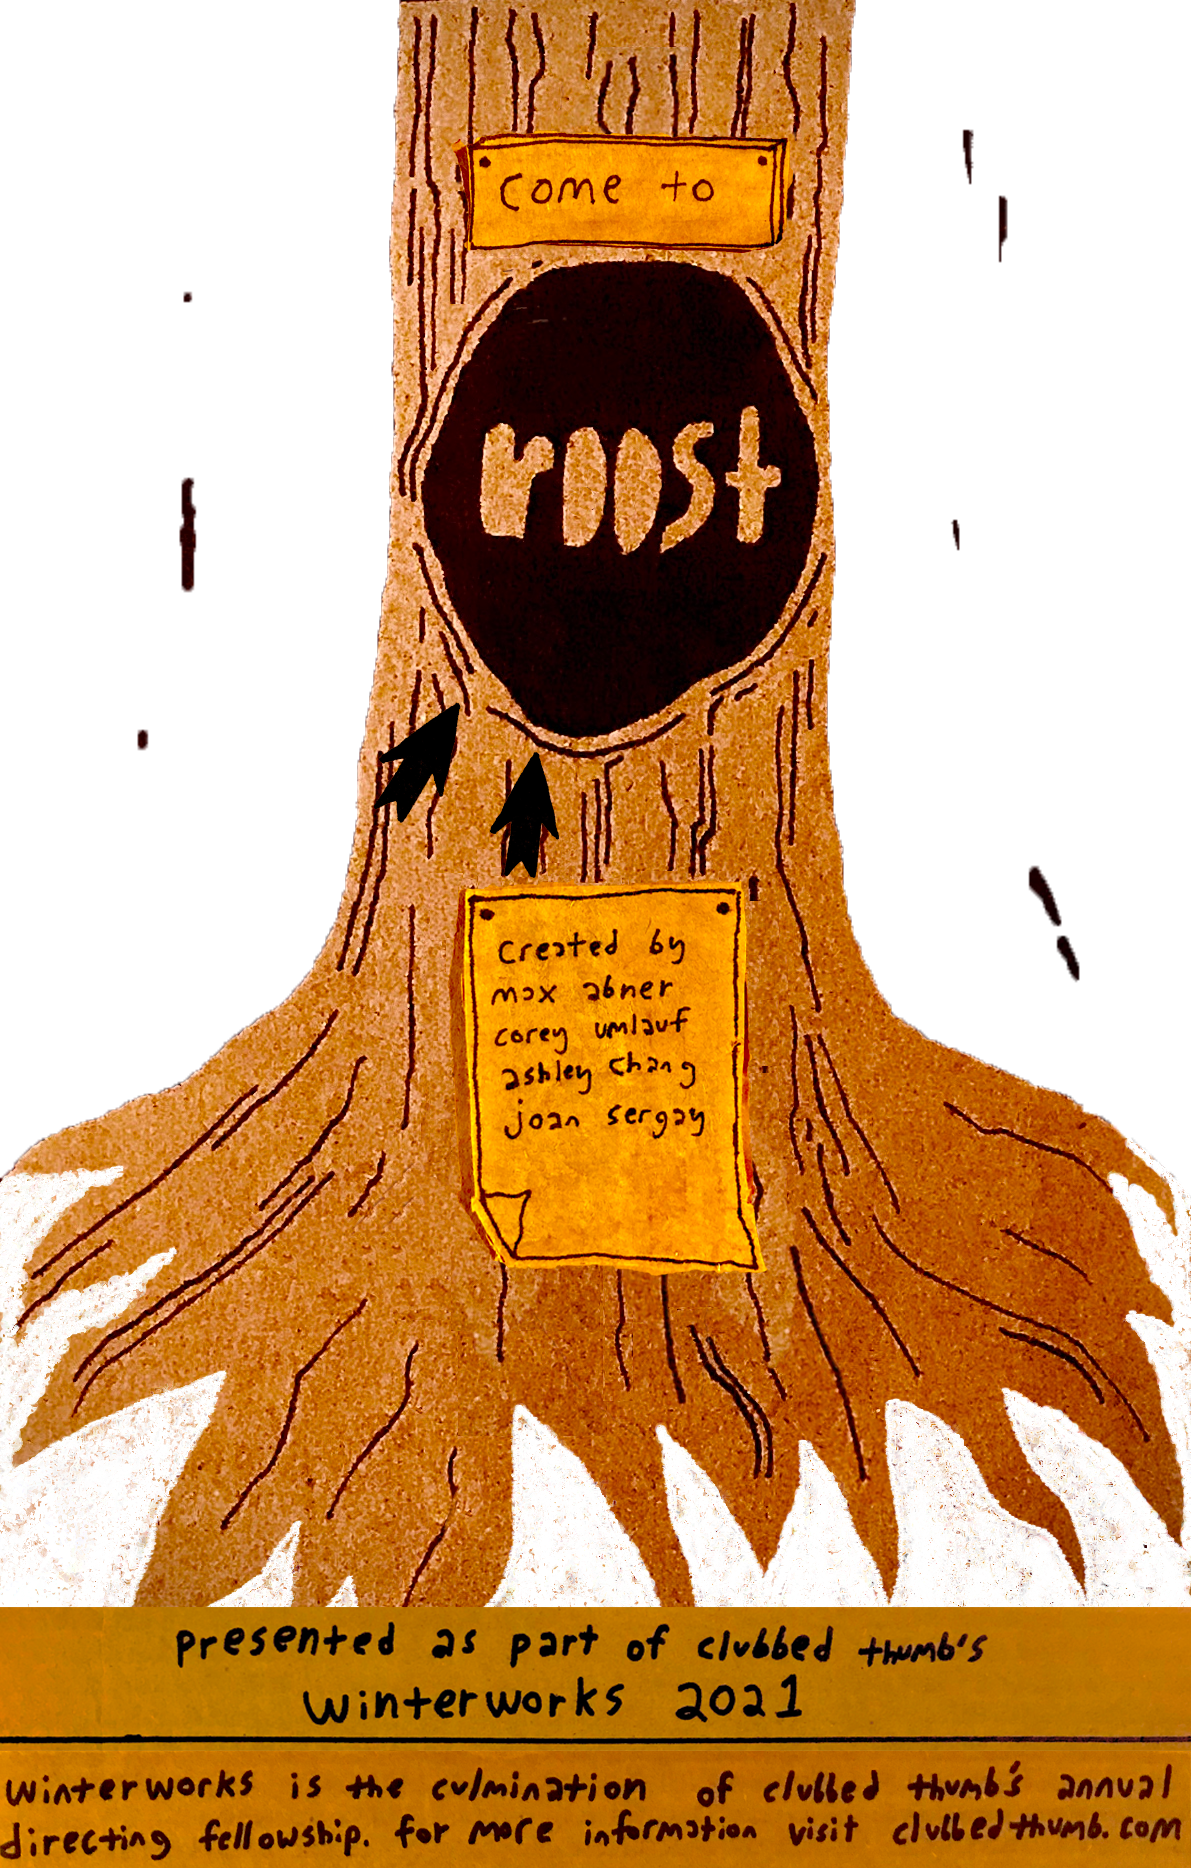 come to
roost
created by
max abner
corey umlauf
ashley chang
joan sergay
presented as part of clubbed thumb's
winterworks 2021
winterworks is the culmination of clubbed thumb's annual
directing fellowship. for more information visit clubbedthumb.com